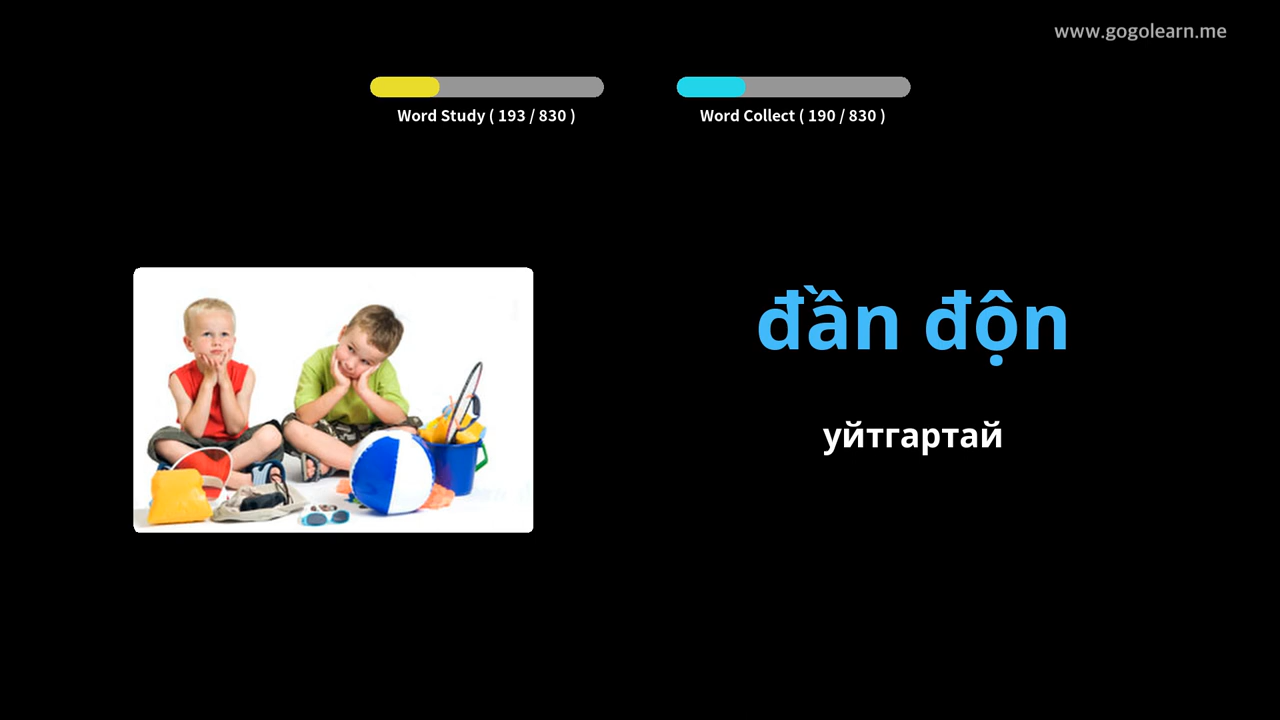 www.gogolearn.me
Word Study ( 193 / 830 )
Word Collect ( 190 / 830 )
đần độn
уйтгартай